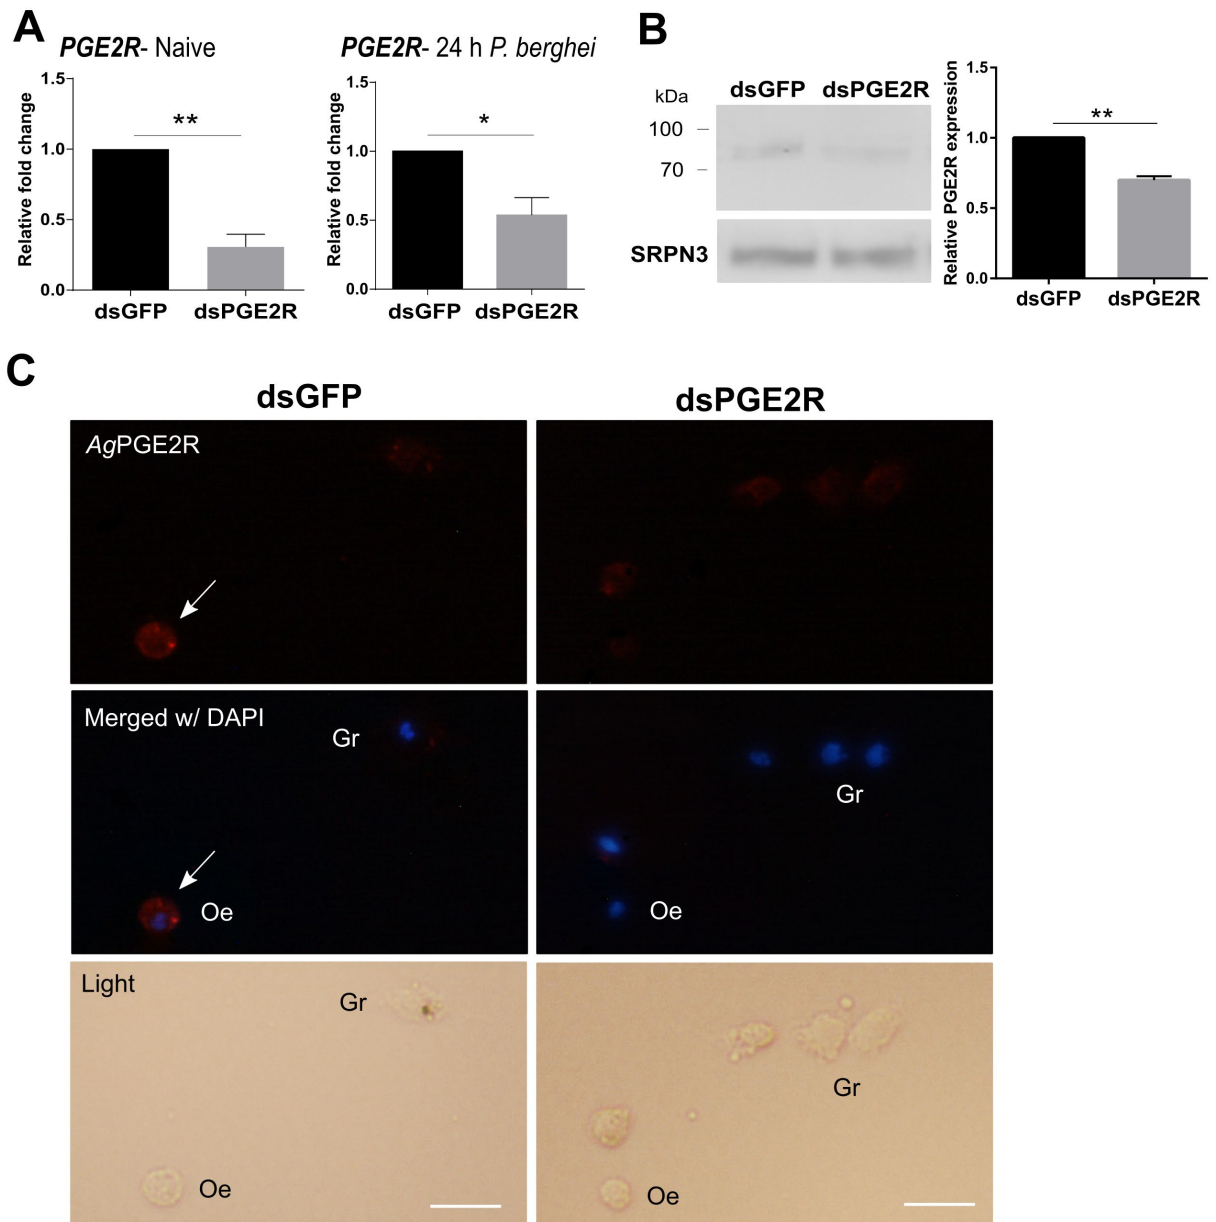 A
PGE2R- Naive
Relative fold change
1.5
1.0
0.5
0.0
**
dsGFP
dsPGE2R
PGE2R- 24 h P. berghei
Relative fold change
1.5
1.0
0.5
0.0
*
dsGFP
dsPGE2R
B
kDa
100
70
dsGFP
dsPGE2R
SRPN3
Relative PGE2R expression
1.5
1.0
0.5
0.0
**
dsGFP
dsPGE2R
C
dsGFP
dsPGE2R
AgPGE2R
Merged w/ DAPI
Gr
Oe
Gr
Oe
Light
Gr
Oe
Gr
Oe